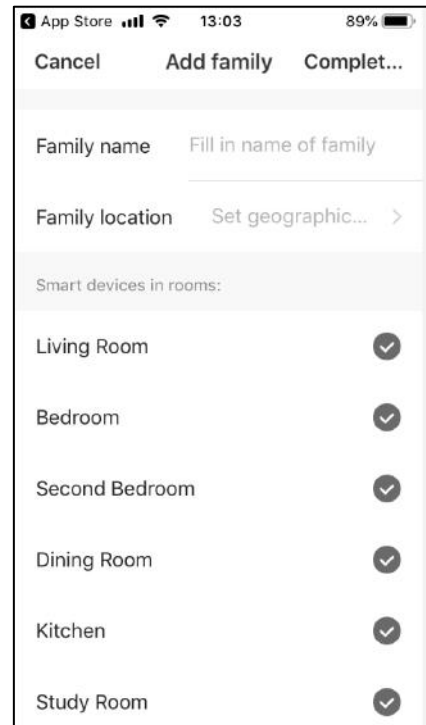 App Store 13:03 89%
Cancel Add family Complet...
Family name Fill in name of family
Family location Set geographic... >
Smart devices in rooms:
Living Room
Bedroom
Second Bedroom
Dining Room
Kitchen
Study Room